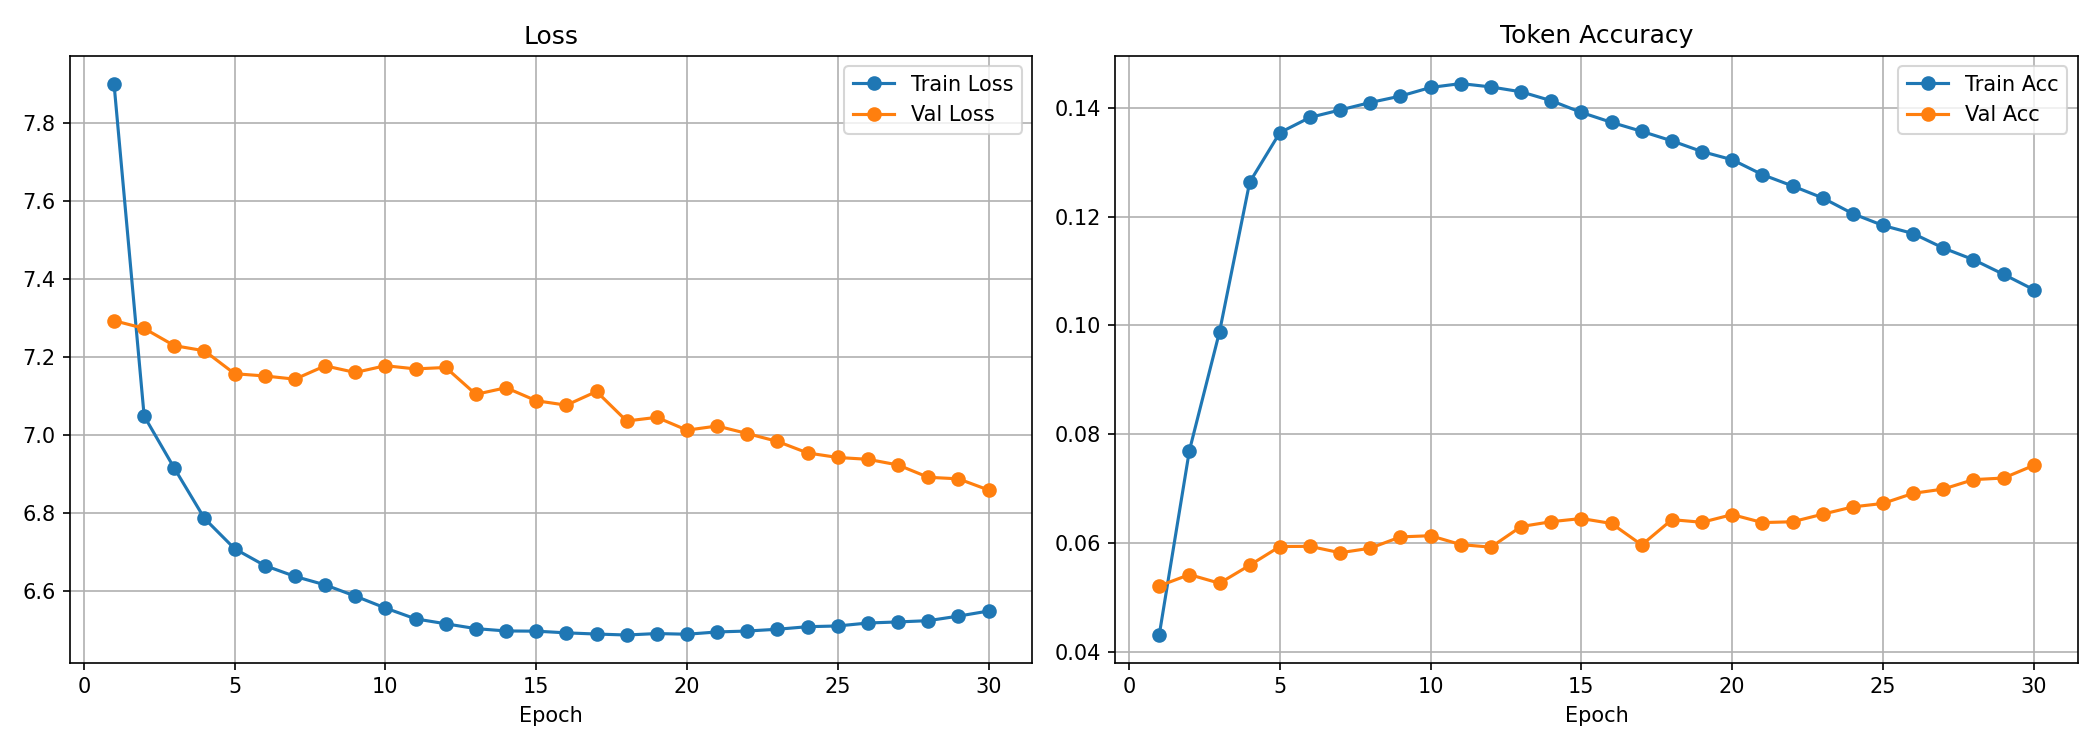 Loss
Train Loss
Val Loss
7.8
7.6
7.4
7.2
7.0
6.8
6.6
0 5 10 15 20 25 30
Epoch
Token Accuracy
Train Acc
Val Acc
0.14
0.12
0.10
0.08
0.06
0.04
0 5 10 15 20 25 30
Epoch